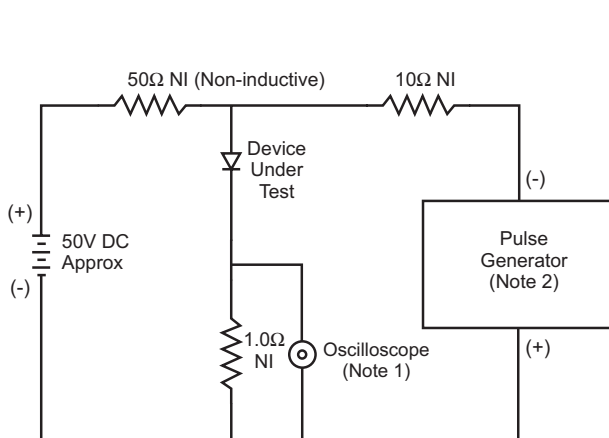 50Ω NI (Non-inductive)
10Ω NI
Device
Under
Test
(-)
(+)
50V DC
Approx
(-)
Pulse
Generator
(Note 2)
1.0Ω
NI
Oscilloscope
(Note 1)
(+)